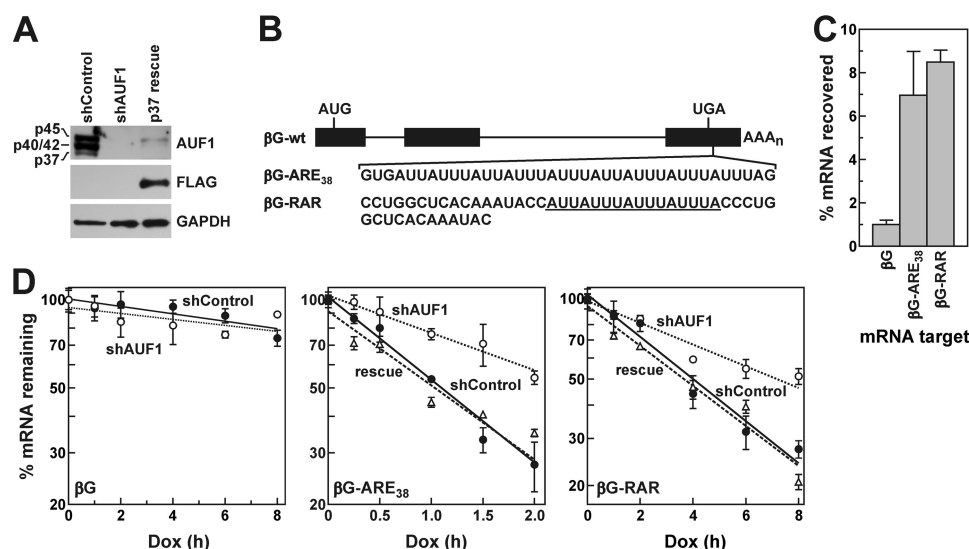 A
shControl
shAUF1
p37 rescue
p45
p40/42
p37
AUF1
FLAG
GAPDH
B
AUG
UGA
βG-wt
AAAn
βG-ARE38
GUGAUUAUUUAUUAUUUAUUUAUUAUUUAUUUAUUUAG
βG-RAR
CCUGGCUCACAAAUACCAUUAUUUAUUUAUUUACCCUG
GGCUCACAAAUAC
C
% mRNA recovered
10
8
6
4
2
0
βG
βG-ARE38
βG-RAR
mRNA target
D
% mRNA remaining
100
70
50
30
20
shControl
shAUF1
βG
0 2 4 6 8
Dox (h)
100
70
50
30
20
shAUF1
rescue
shControl
βG-ARE38
0 0.5 1.0 1.5 2.0
Dox (h)
100
70
50
30
20
shAUF1
rescue
shControl
βG-RAR
0 2 4 6 8
Dox (h)